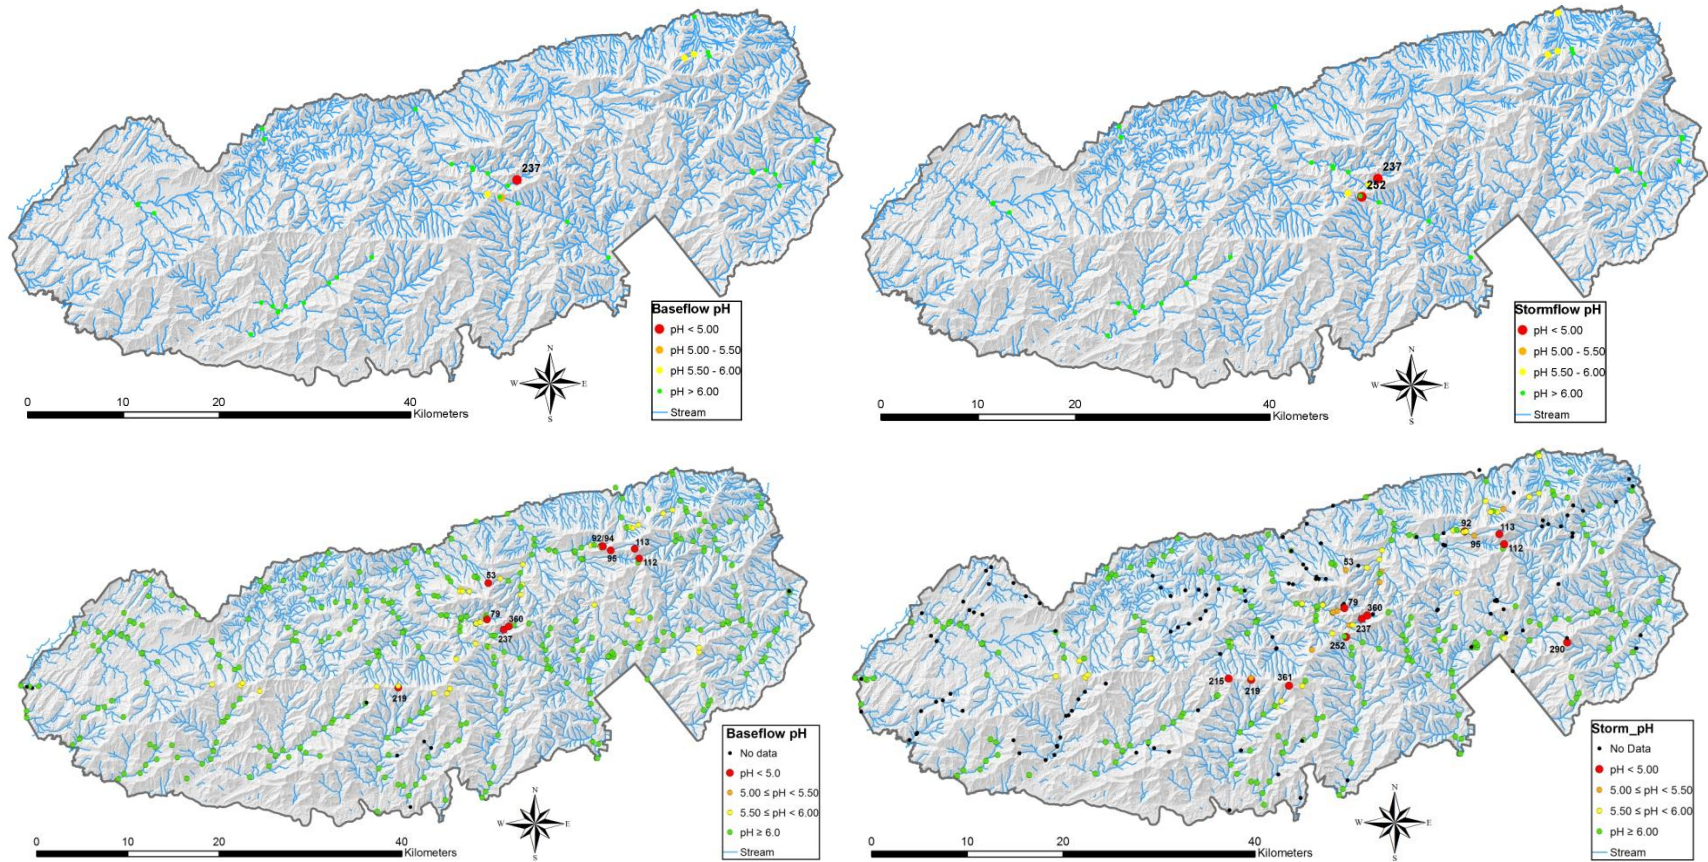 237
Baseflow pH
pH < 5.00
pH 5.00 - 5.50
pH 5.50 - 6.00
pH > 6.00
Stream
N
W
E
S
0
10
20
40
Kilometers
237
252
Stormflow pH
pH < 5.00
pH 5.00 - 5.50
pH 5.50 - 6.00
pH > 6.00
Stream
N
W
E
S
0
10
20
40
Kilometers
92/94
113
95
112
53
79
360
237
219
Baseflow pH
No data
pH < 5.0
5.00 ≤ pH < 5.50
5.50 ≤ pH < 6.00
pH ≥ 6.0
Stream
N
W
E
S
0
10
20
40
Kilometers
92
113
95
112
53
79
360
237
252
290
215
219
361
Storm_pH
No Data
pH < 5.00
5.00 ≤ pH < 5.50
5.50 ≤ pH < 6.00
pH ≥ 6.00
Stream
N
W
E
S
0
10
20
40
Kilometers